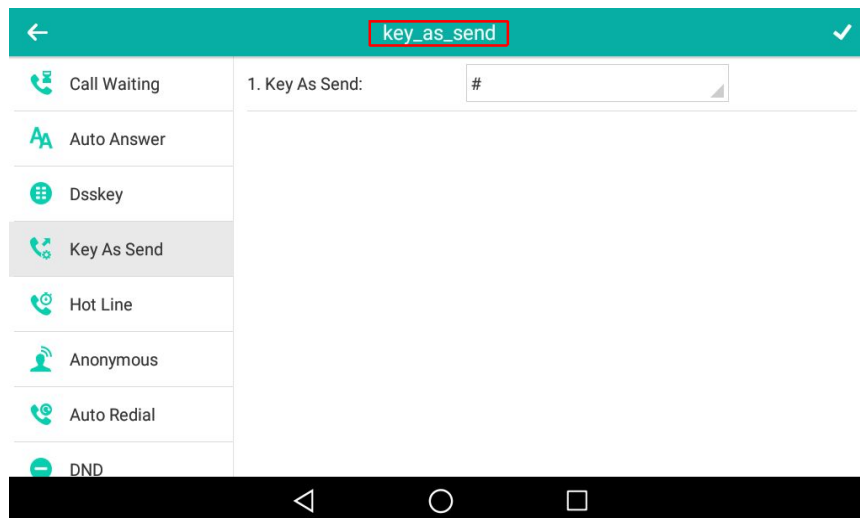 key_as_send
Call Waiting
1. Key As Send: #
AA Auto Answer
Dsskey
Key As Send
Hot Line
Anonymous
Auto Redial
DND